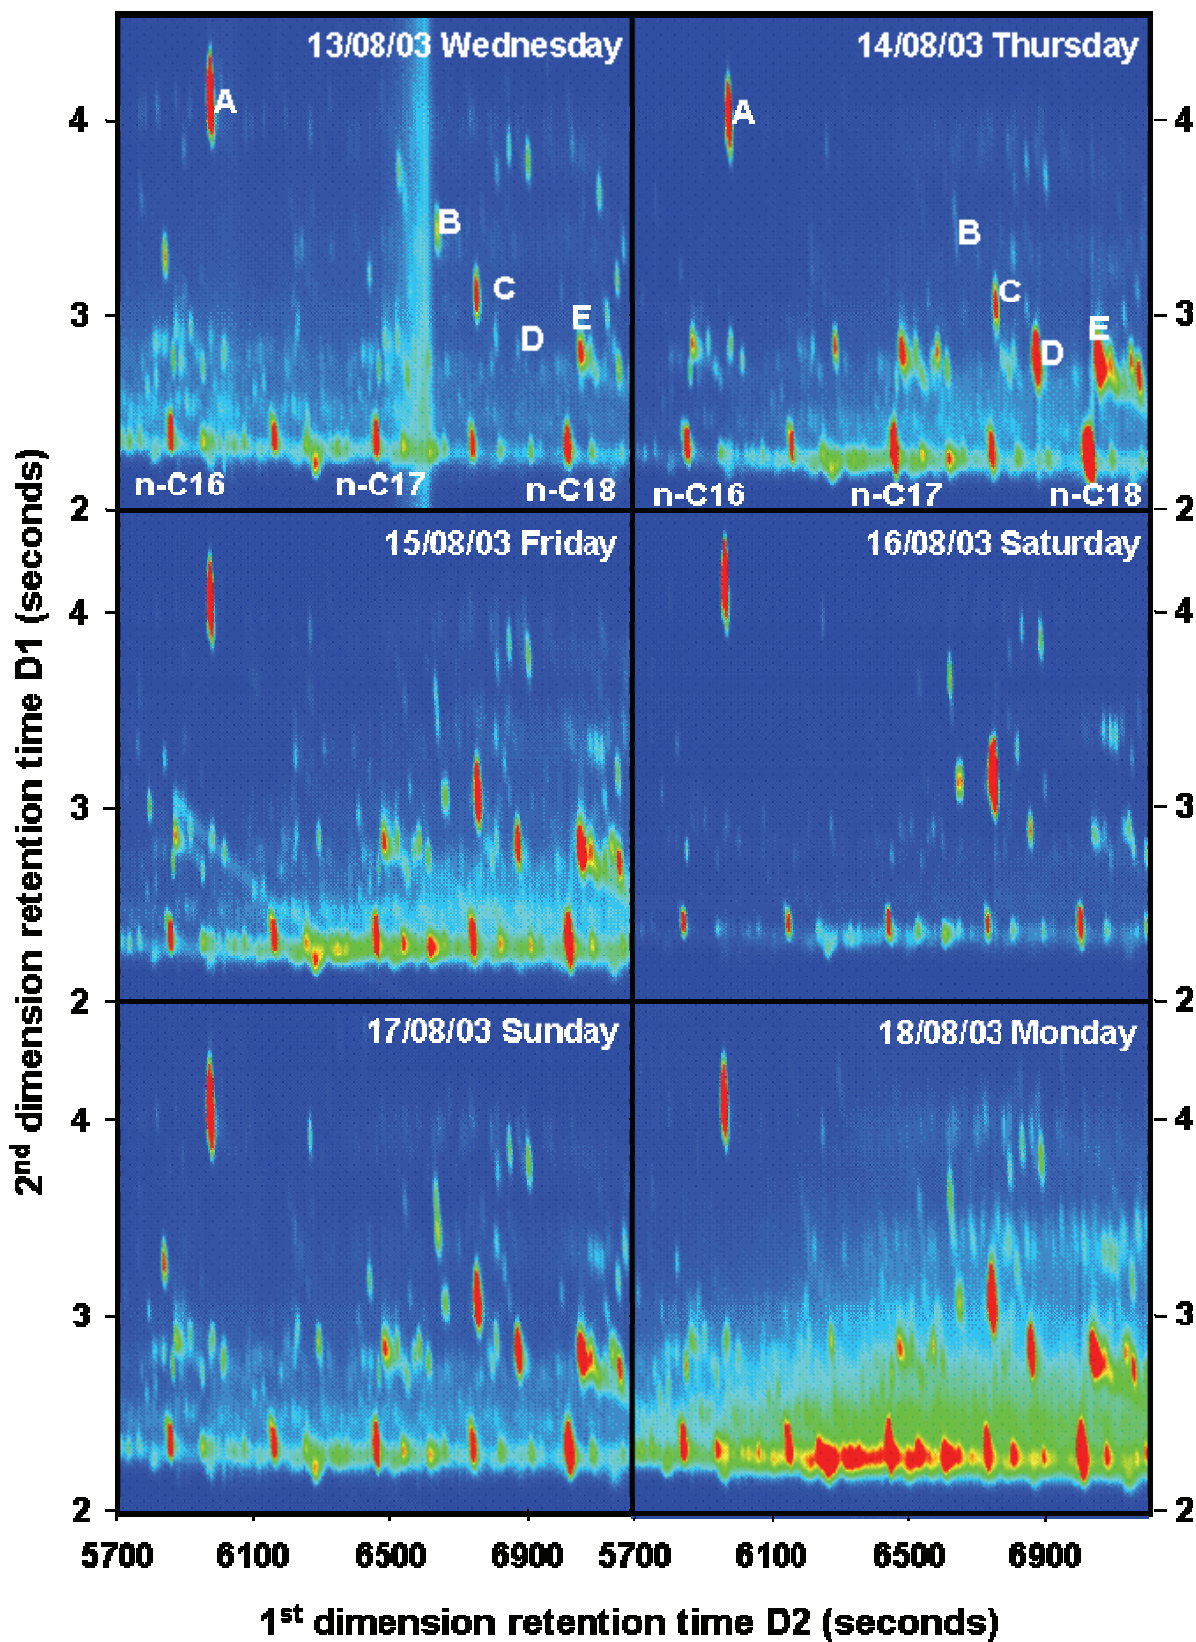 13/08/03 Wednesday
14/08/03 Thursday
A
A
4
4
B
B
C
C
3
3
E
E
D
D
n-C16
n-C17
n-C18
n-C16
n-C17
n-C18
2
2
15/08/03 Friday
16/08/03 Saturday
4
4
3
3
2
2
17/08/03 Sunday
18/08/03 Monday
4
4
3
3
2
2
5700 6100 6500 6900 5700 6100 6500 6900
1st dimension retention time D2 (seconds)
2nd dimension retention time D1 (seconds)